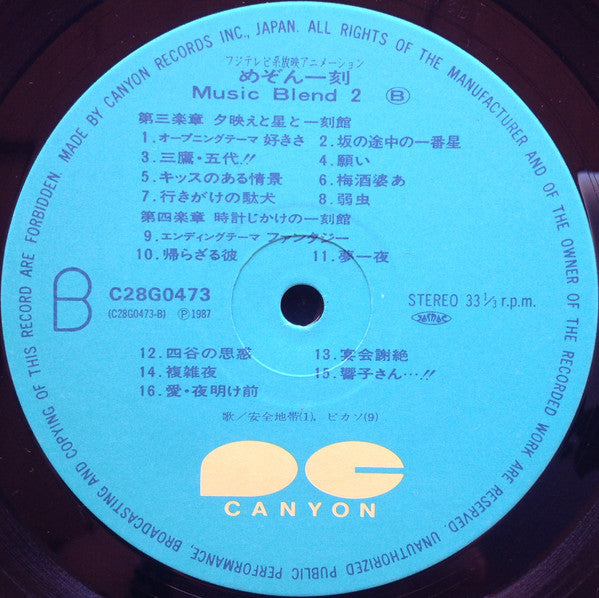 MADE BY CANYON RECORDS INC., JAPAN. ALL RIGHTS OF THE MANUFACTURER AND OF THE OWNER OF THE RECORDED WORK ARE RESERVED. UNAUTHORIZED PUBLIC PERFORMANCE, BROADCASTING AND COPYING OF THIS RECORD ARE FORBIDDEN.
フジテレビ系放映アニメーション
めぞん一刻
Music Blend 2 Ⓑ
第三楽章 夕映えと星と一刻館
1.オープニングテーマ 好きさ 2.坂の途中の一番星
3.三鷹・五代!! 4.願い
5.キッスのある情景 6.梅酒婆あ
7.行きがけの駄犬 8.弱虫
第四楽章 時計じかけの一刻館
9.エンディングテーマ ファンタジー
10.帰らざる彼 11.夢一夜
B
C28G0473
(C28G0473-B) Ⓟ1987
STEREO 33 1/3 r.p.m.
12.四谷の思惑 13.宴会謝絶
14.複雑夜 15.響子さん…!!
16.愛・夜明け前
歌／安全地帯(1), ピカソ(9)
CANYON